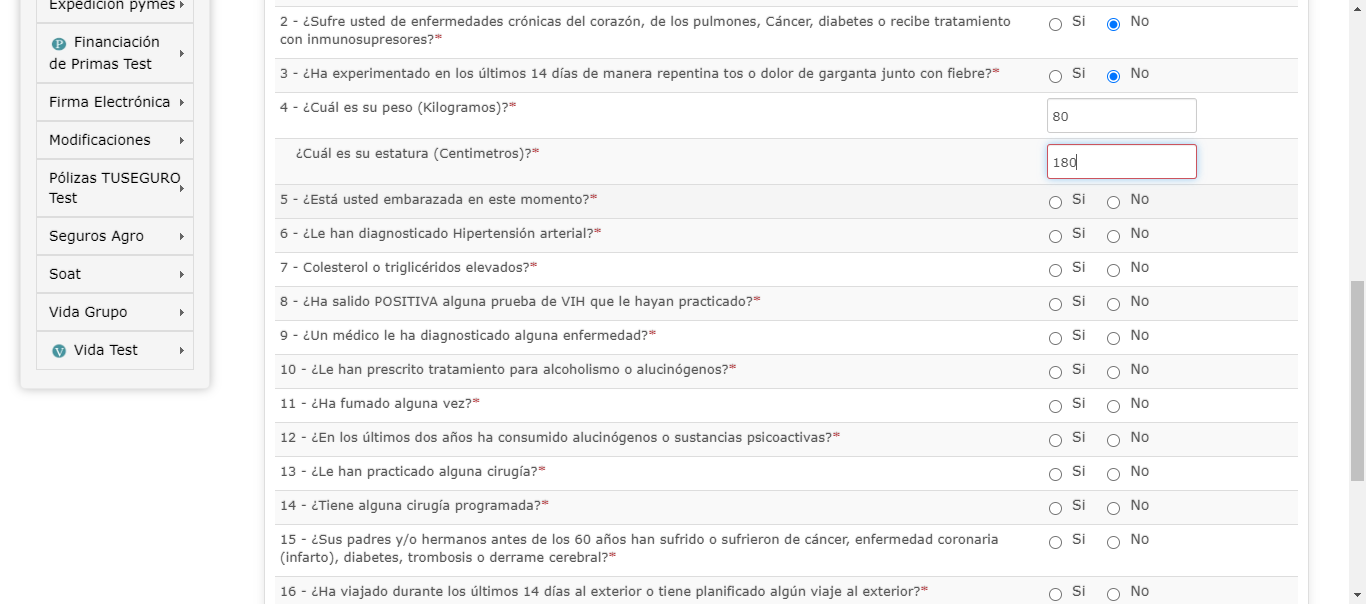 Expedición pymes
Financiación
de Primas Test
Firma Electrónica
Modificaciones
Pólizas TUSEGURO
Test
Seguros Agro
Soat
Vida Grupo
Vida Test
2 - ¿Sufre usted de enfermedades crónicas del corazón, de los pulmones, Cáncer, diabetes o recibe tratamiento
con inmunosupresores?*
Si No
3 - ¿Ha experimentado en los últimos 14 días de manera repentina tos o dolor de garganta junto con fiebre?*
Si No
4 - ¿Cuál es su peso (Kilogramos)?*
80
¿Cuál es su estatura (Centimetros)?*
180
5 - ¿Está usted embarazada en este momento?*
Si No
6 - ¿Le han diagnosticado Hipertensión arterial?*
Si No
7 - Colesterol o triglicéridos elevados?*
Si No
8 - ¿Ha salido POSITIVA alguna prueba de VIH que le hayan practicado?*
Si No
9 - ¿Un médico le ha diagnosticado alguna enfermedad?*
Si No
10 - ¿Le han prescrito tratamiento para alcoholismo o alucinógenos?*
Si No
11 - ¿Ha fumado alguna vez?*
Si No
12 - ¿En los últimos dos años ha consumido alucinógenos o sustancias psicoactivas?*
Si No
13 - ¿Le han practicado alguna cirugía?*
Si No
14 - ¿Tiene alguna cirugía programada?*
Si No
15 - ¿Sus padres y/o hermanos antes de los 60 años han sufrido o sufrieron de cáncer, enfermedad coronaria
(infarto), diabetes, trombosis o derrame cerebral?*
Si No
16 - ¿Ha viajado durante los últimos 14 días al exterior o tiene planificado algún viaje al exterior?*
Si No